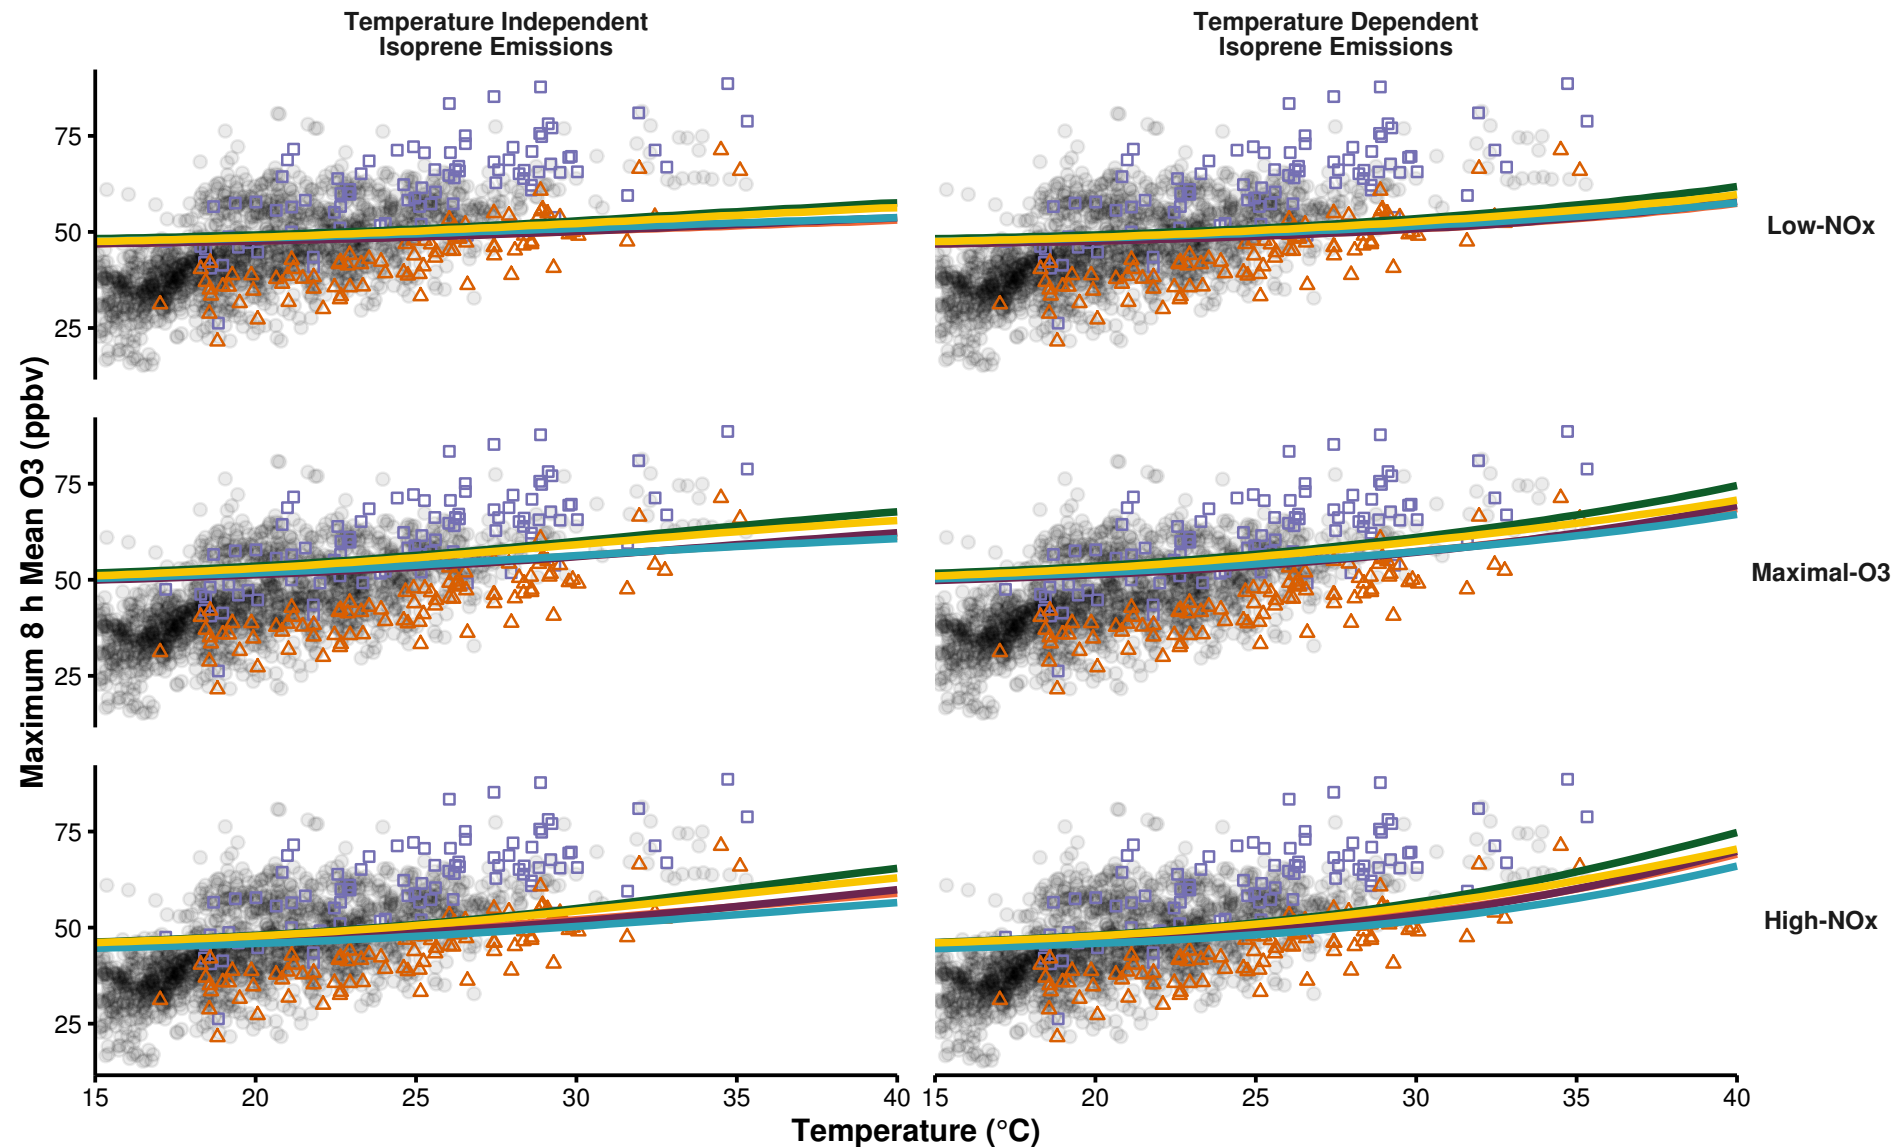 Temperature Independent
Isoprene Emissions
Temperature Dependent
Isoprene Emissions
Maximum 8 h Mean O3 (ppbv)
75
50
25
Low-NOx
75
50
25
Maximal-O3
75
50
25
High-NOx
15 20 25 30 35 40 15 20 25 30 35 40
Temperature (°C)